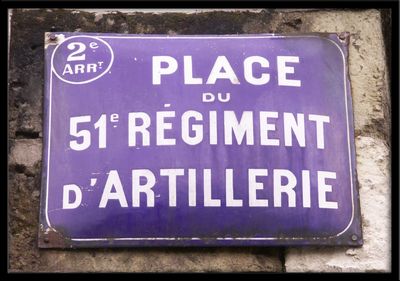 2e
ARRT
PLACE
DU
51e RÉGIMENT
D'ARTILLERIE